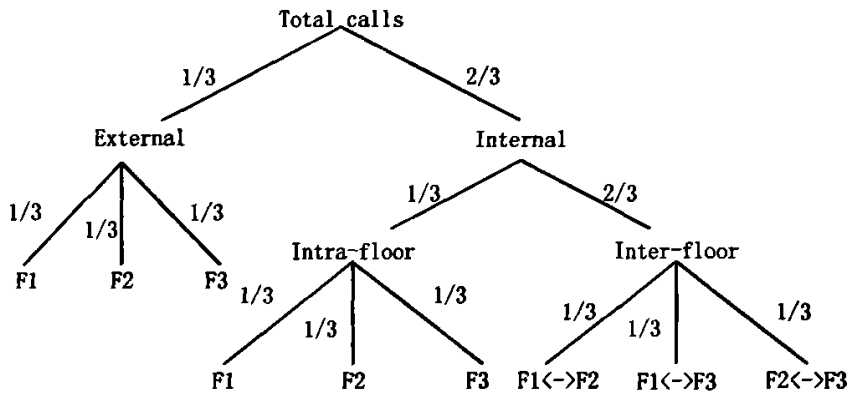 Total calls
1/3 2/3
External Internal
1/3 2/3
1/3 1/3 1/3
Intra-floor Inter-floor
F1 F2 F3
1/3 1/3 1/3 1/3 1/3 1/3
F1 F2 F3 F1<->F2 F1<->F3 F2<->F3